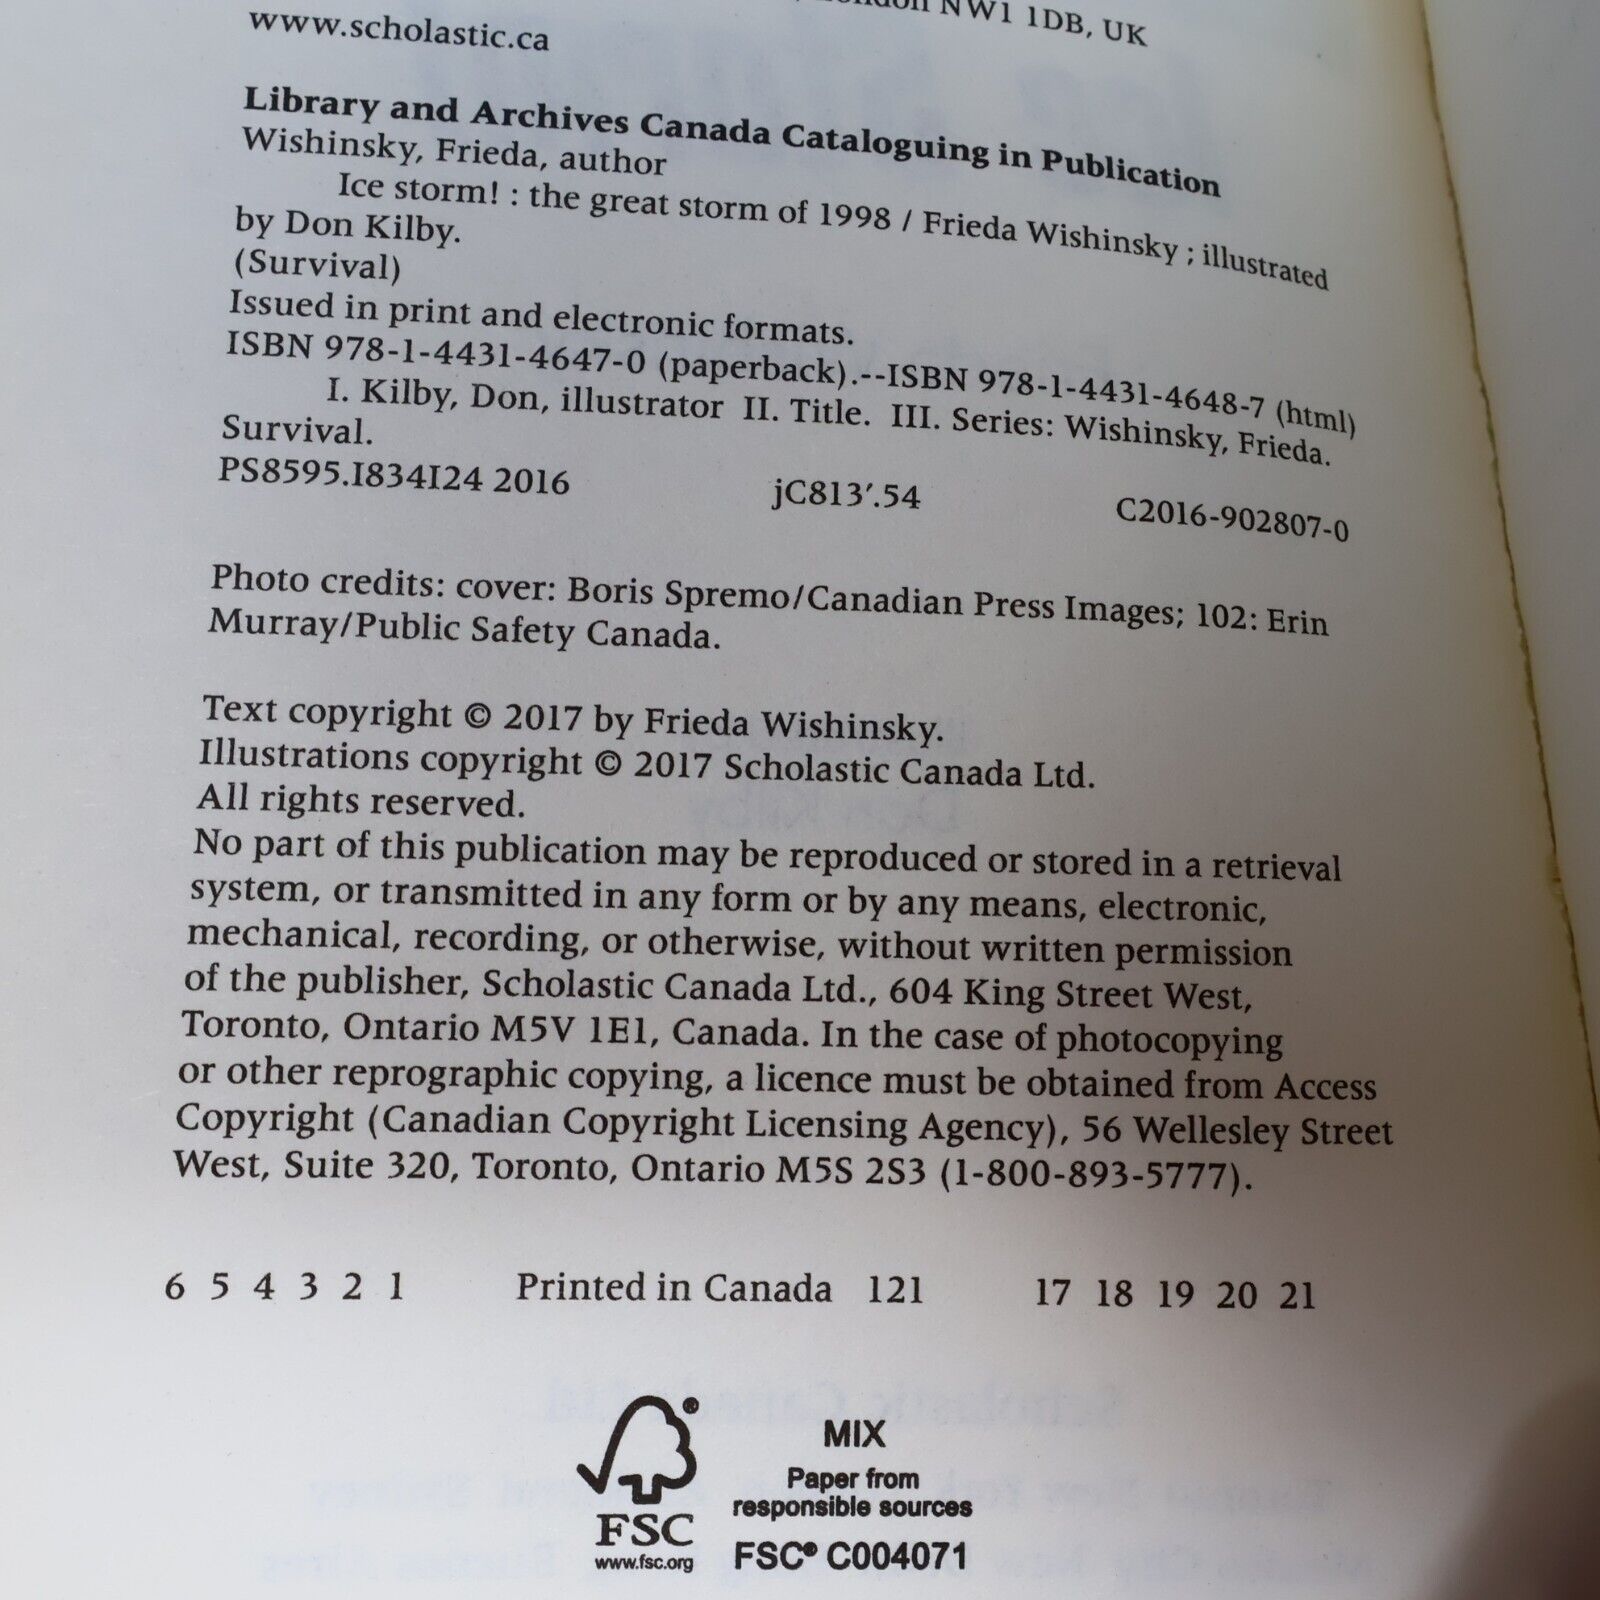 London NW1 1DB, UK
www.scholastic.ca
Library and Archives Canada Cataloguing in Publication
Wishinsky, Frieda, author
Ice storm! : the great storm of 1998 / Frieda Wishinsky ; illustrated
by Don Kilby.
(Survival)
Issued in print and electronic formats.
ISBN 978-1-4431-4647-0 (paperback).--ISBN 978-1-4431-4648-7 (html)
I. Kilby, Don, illustrator II. Title. III. Series: Wishinsky, Frieda.
Survival.
PS8595.I834I24 2016 jC813′.54 C2016-902807-0
Photo credits: cover: Boris Spremo/Canadian Press Images; 102: Erin
Murray/Public Safety Canada.
Text copyright © 2017 by Frieda Wishinsky.
Illustrations copyright © 2017 Scholastic Canada Ltd.
All rights reserved.
No part of this publication may be reproduced or stored in a retrieval
system, or transmitted in any form or by any means, electronic,
mechanical, recording, or otherwise, without written permission
of the publisher, Scholastic Canada Ltd., 604 King Street West,
Toronto, Ontario M5V 1E1, Canada. In the case of photocopying
or other reprographic copying, a licence must be obtained from Access
Copyright (Canadian Copyright Licensing Agency), 56 Wellesley Street
West, Suite 320, Toronto, Ontario M5S 2S3 (1-800-893-5777).
6 5 4 3 2 1 Printed in Canada 121 17 18 19 20 21
®
FSC
www.fsc.org
MIX
Paper from
responsible sources
FSC® C004071